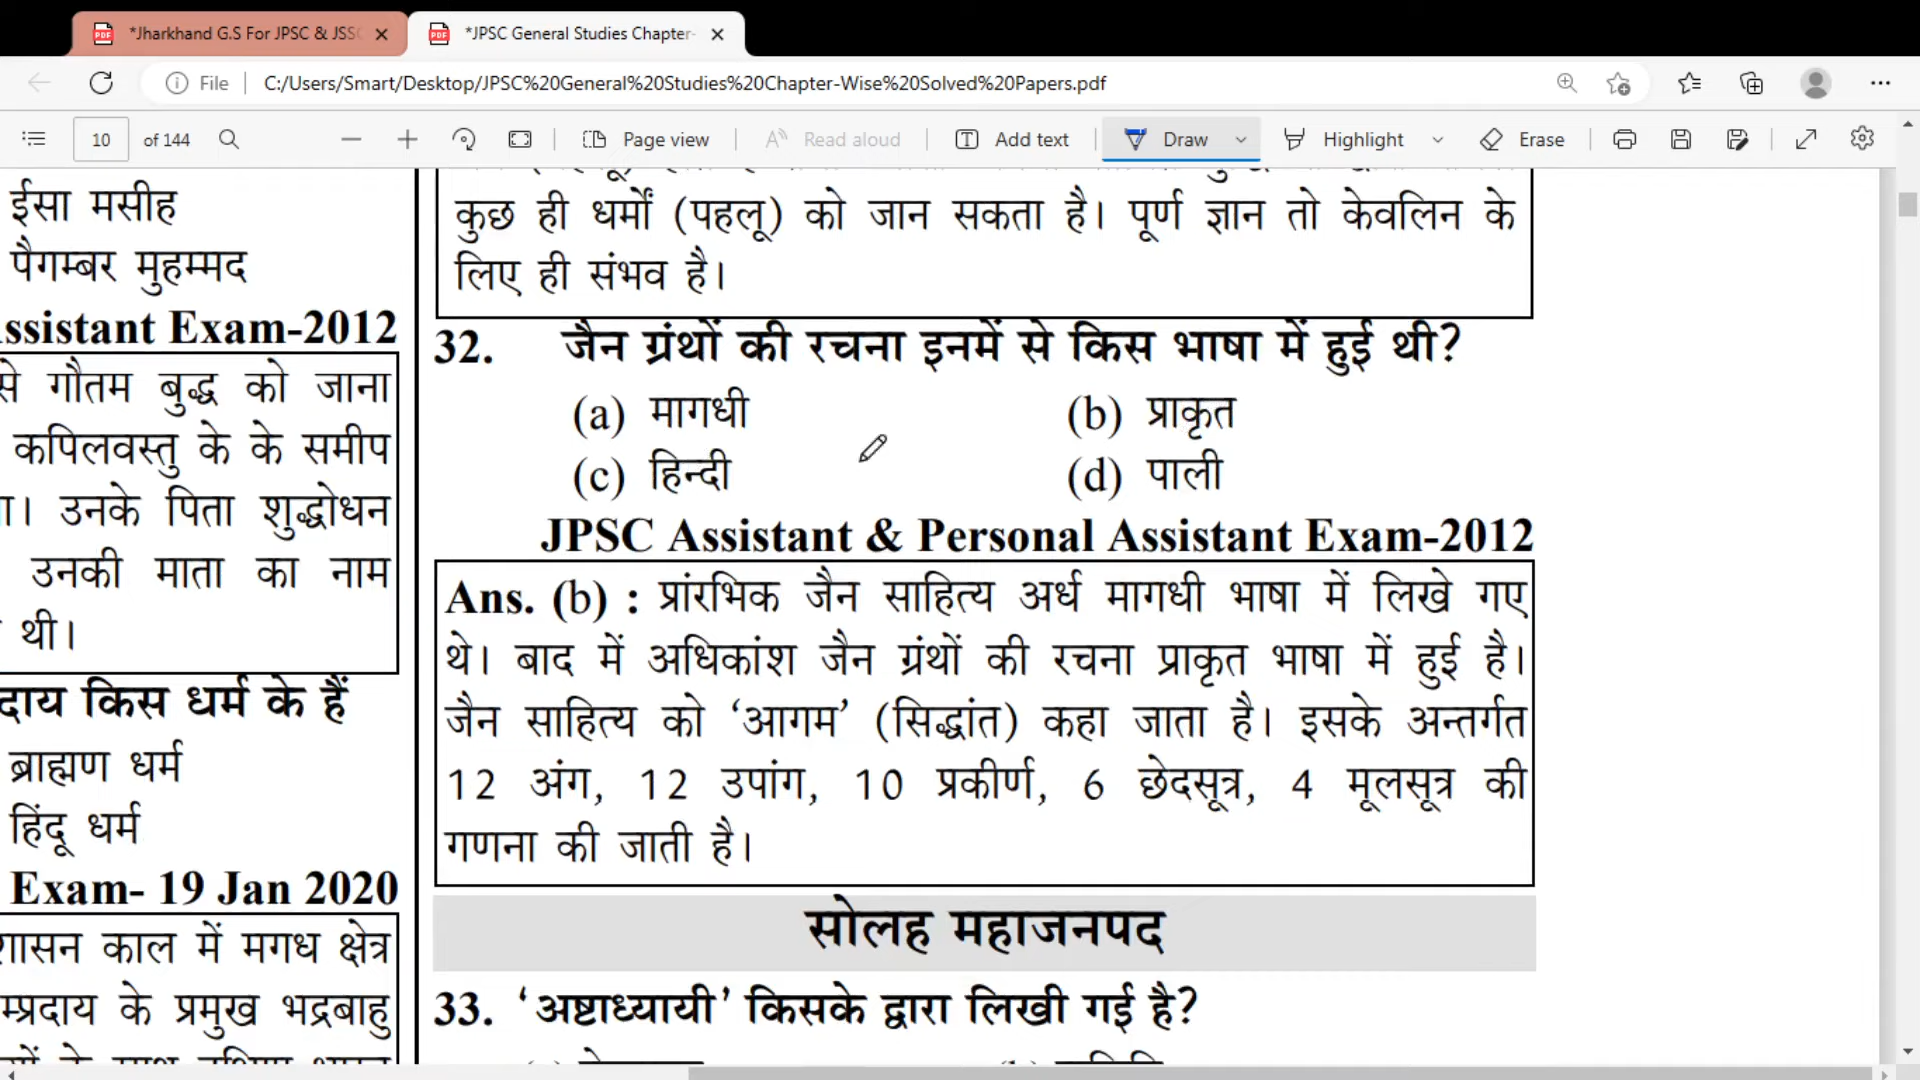 *Jharkhand G.S For JPSC & JSSC
*JPSC General Studies Chapter-
File
C:/Users/Smart/Desktop/JPSC%20General%20Studies%20Chapter-Wise%20Solved%20Papers.pdf
10 of 144
Page view
Read aloud
Add text
Draw
Highlight
Erase
ईसा मसीह
पैगम्बर मुहम्मद
ssistant Exam-2012
से गौतम बुद्ध को जाना
कपिलवस्तु के के समीप
ा। उनके पिता शुद्धोधन
उनकी माता का नाम
थी।
दाय किस धर्म के हैं
ब्राह्मण धर्म
हिंदू धर्म
Exam- 19 Jan 2020
शासन काल में मगध क्षेत्र
म्प्रदाय के प्रमुख भद्रबाहु
कुछ ही धर्मों (पहलू) को जान सकता है। पूर्ण ज्ञान तो केवलिन के
लिए ही संभव है।
32. जैन ग्रंथों की रचना इनमें से किस भाषा में हुई थी?
(a) मागधी (b) प्राकृत
(c) हिन्दी (d) पाली
JPSC Assistant & Personal Assistant Exam-2012
Ans. (b) : प्रांरभिक जैन साहित्य अर्ध मागधी भाषा में लिखे गए
थे। बाद में अधिकांश जैन ग्रंथों की रचना प्राकृत भाषा में हुई है।
जैन साहित्य को ‘आगम’ (सिद्धांत) कहा जाता है। इसके अन्तर्गत
12 अंग, 12 उपांग, 10 प्रकीर्ण, 6 छेदसूत्र, 4 मूलसूत्र की
गणना की जाती है।
सोलह महाजनपद
33. ‘अष्टाध्यायी’ किसके द्वारा लिखी गई है?